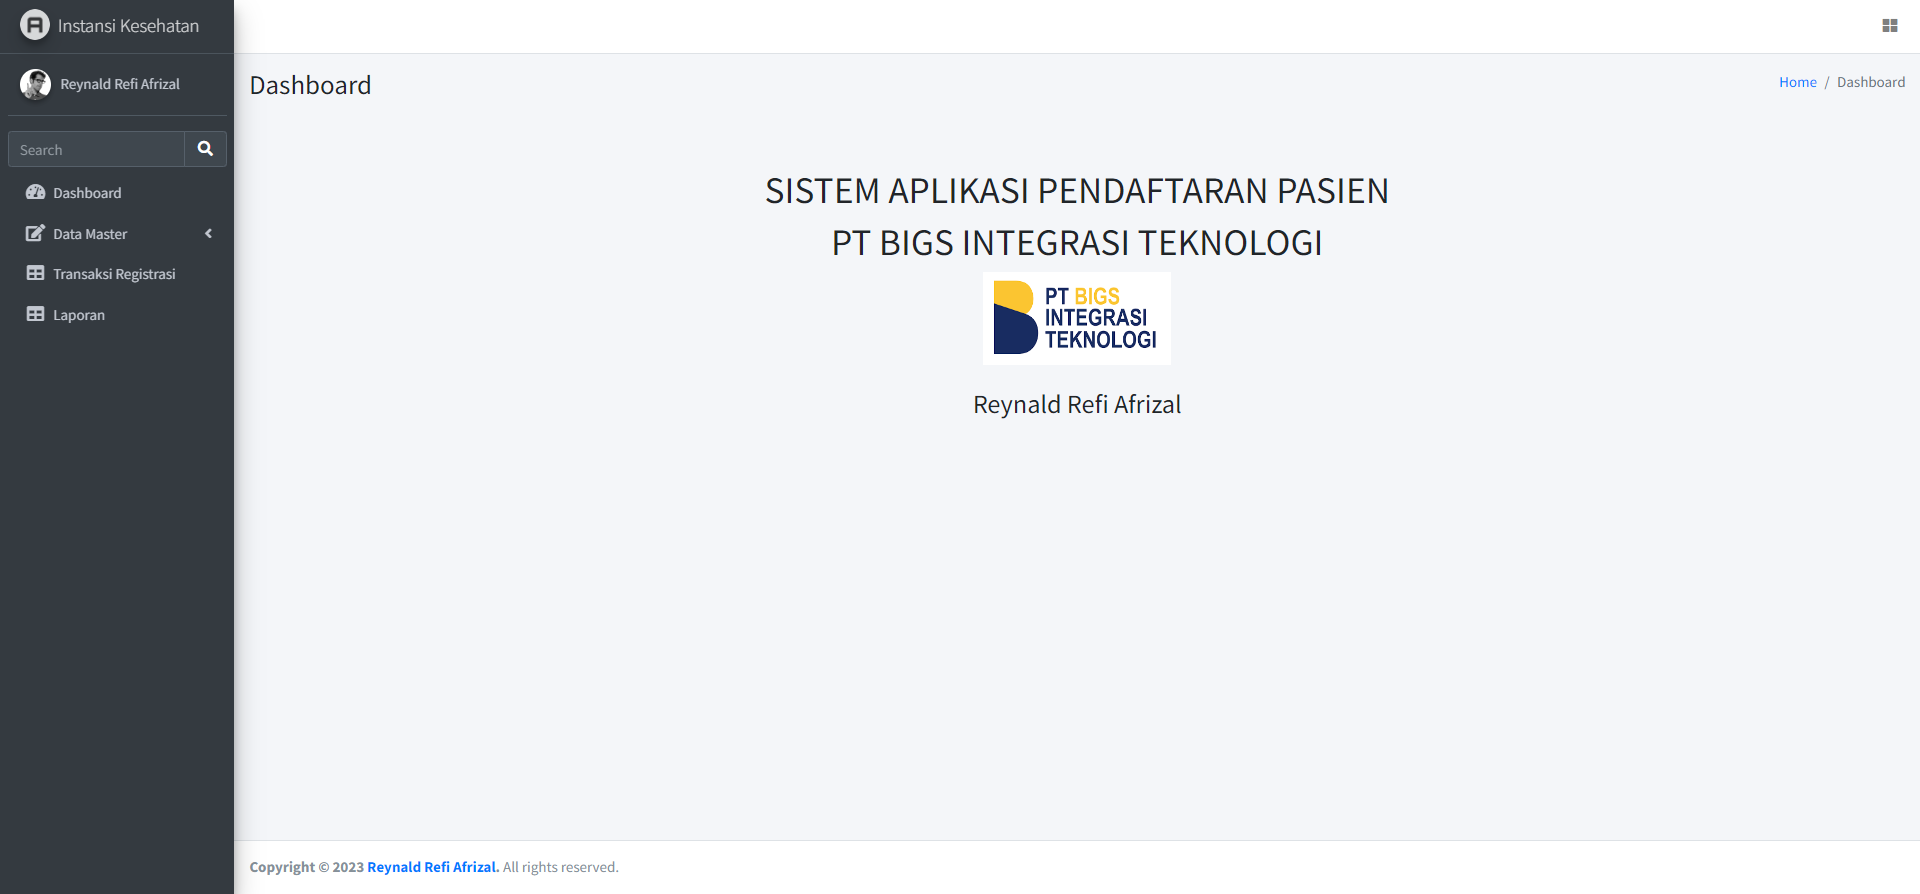 Instansi Kesehatan
Reynald Refi Afrizal
Search
Dashboard
Data Master
Transaksi Registrasi
Laporan
Dashboard
Home / Dashboard
SISTEM APLIKASI PENDAFTARAN PASIEN
PT BIGS INTEGRASI TEKNOLOGI
PT BIGS
INTEGRASI
TEKNOLOGI
Reynald Refi Afrizal
Copyright © 2023 Reynald Refi Afrizal. All rights reserved.